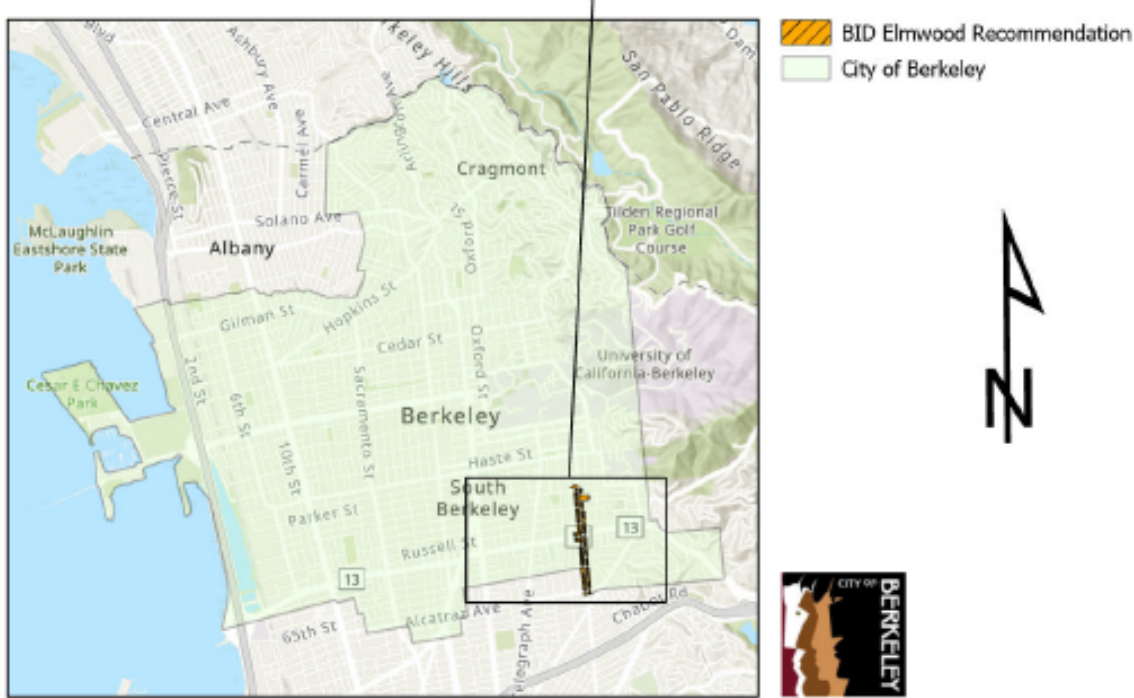 BID Elmwood Recommendation
City of Berkeley
Blvd
Ashbury Ave
San Pablo Ridge
Dam
Central Ave
Carmel Ave
Arlington Ave
Pierce St
Cragmont
Solano Ave
Oxford St
Tilden Regional
Park Golf
Course
McLaughlin
Eastshore State
Park
Albany
Gilman St
Hopkins St
Cedar St
Oxford St
University of
California-Berkeley
2nd St
Cesar E Chavez
Park
6th St
Sacramento St
Berkeley
10th St
Haste St
South
Berkeley
Parker St
13
Russell St
13
Alcatraz Ave
65th St
Chabot Rd
N
CITY OF
BERKELEY